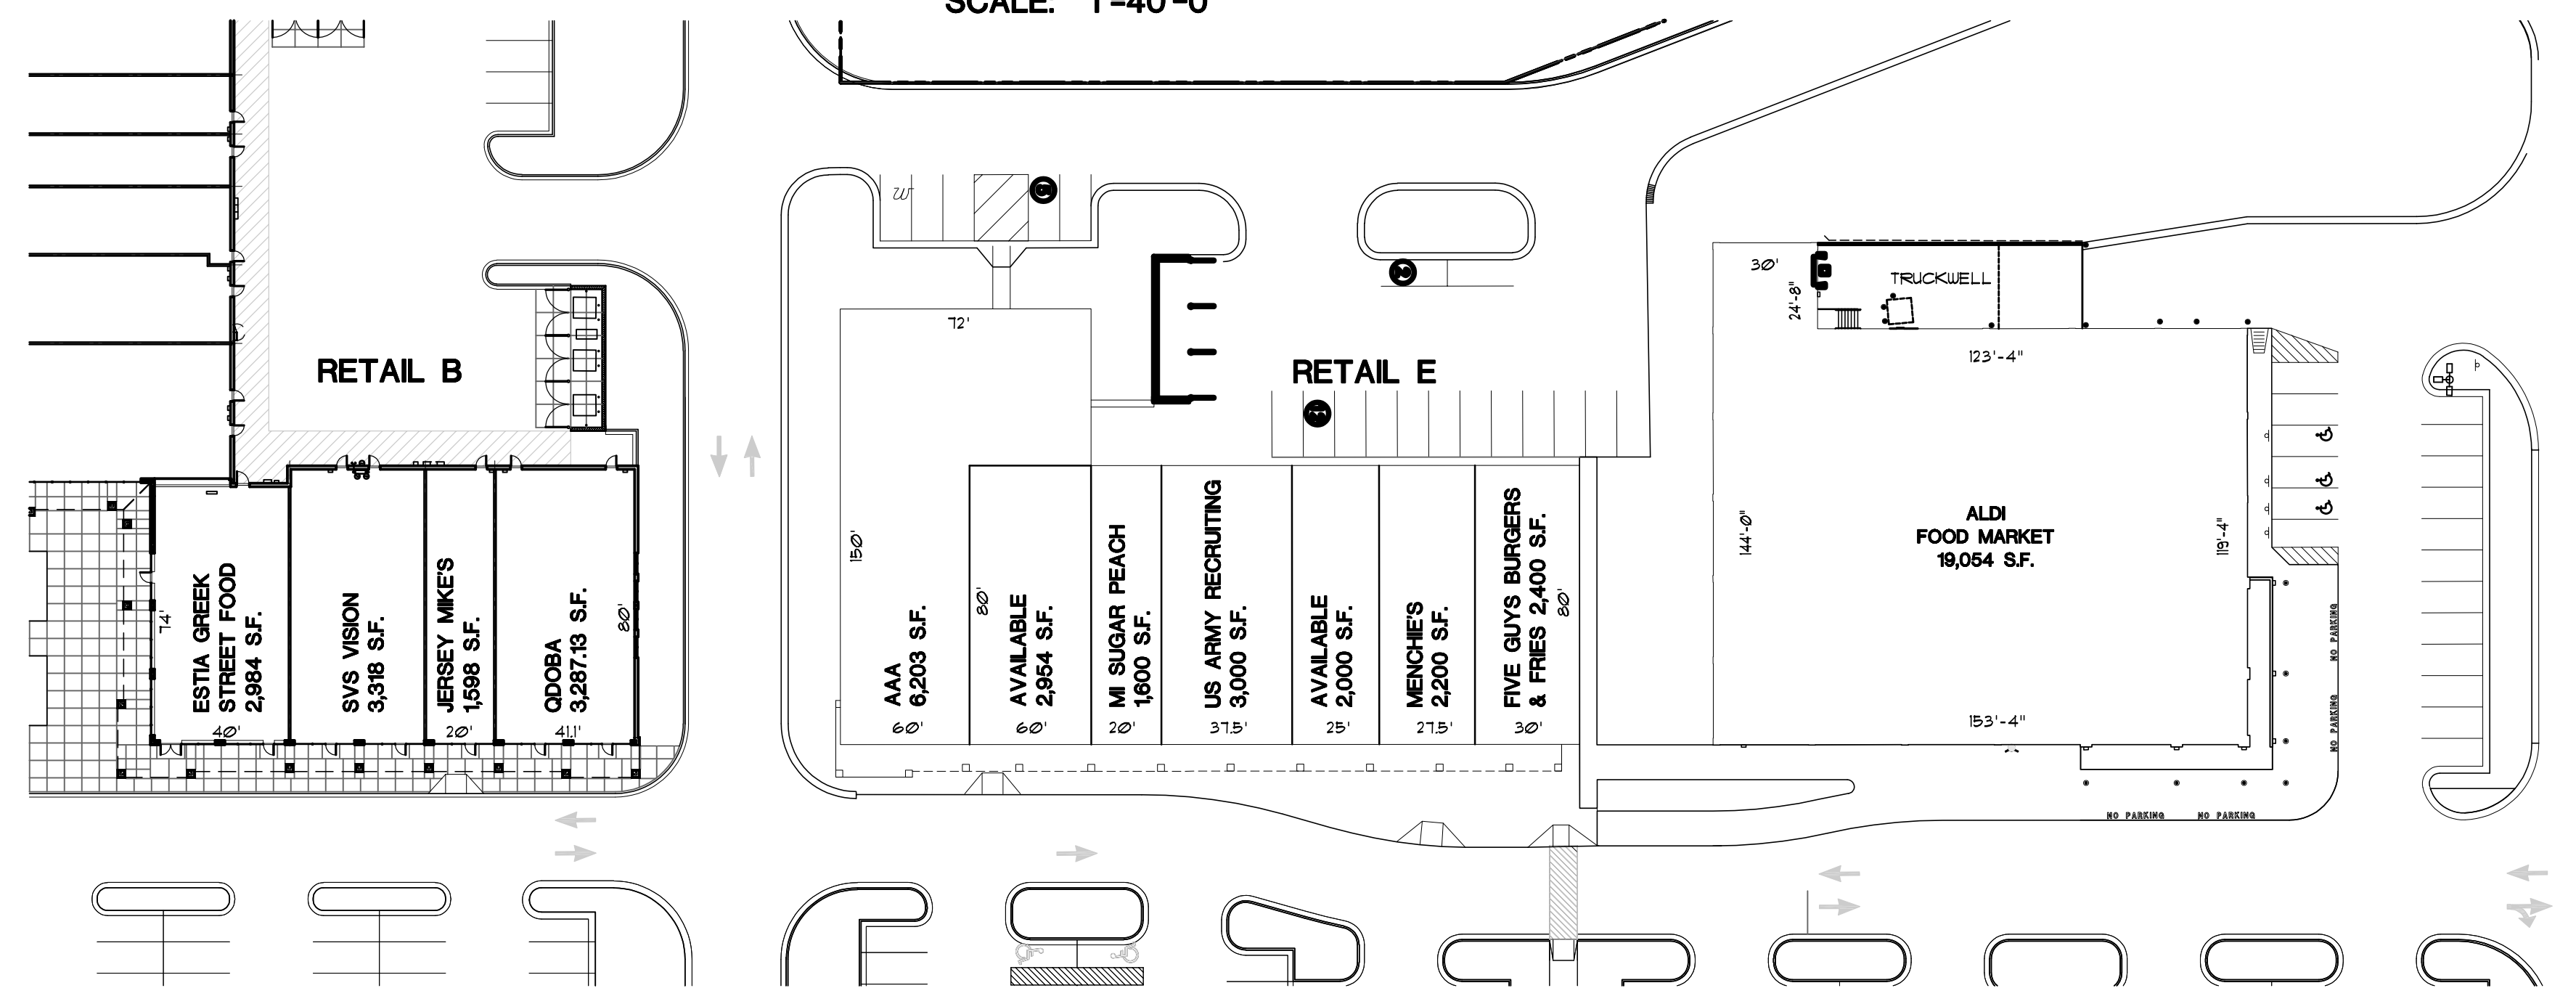 SCALE: 1"=40'-0"
RETAIL B
ESTIA GREEK
STREET FOOD
2,984 S.F.
74'
40'
SVS VISION
3,318 S.F.
JERSEY MIKE'S
1,598 S.F.
20'
QDOBA
3,287.13 S.F.
80'
41.1'
RETAIL E
72'
150'
AAA
6,203 S.F.
60'
80'
AVAILABLE
2,954 S.F.
60'
MI SUGAR PEACH
1,600 S.F.
20'
US ARMY RECRUITING
3,000 S.F.
37.5'
AVAILABLE
2,000 S.F.
25'
MENCHIE'S
2,200 S.F.
27.5'
FIVE GUYS BURGERS
& FRIES 2,400 S.F.
80'
30'
30'
24'-8"
TRUCKWELL
123'-4"
144'-0"
ALDI
FOOD MARKET
19,054 S.F.
119'-4"
153'-4"
NO PARKING
NO PARKING
NO PARKING
NO PARKING